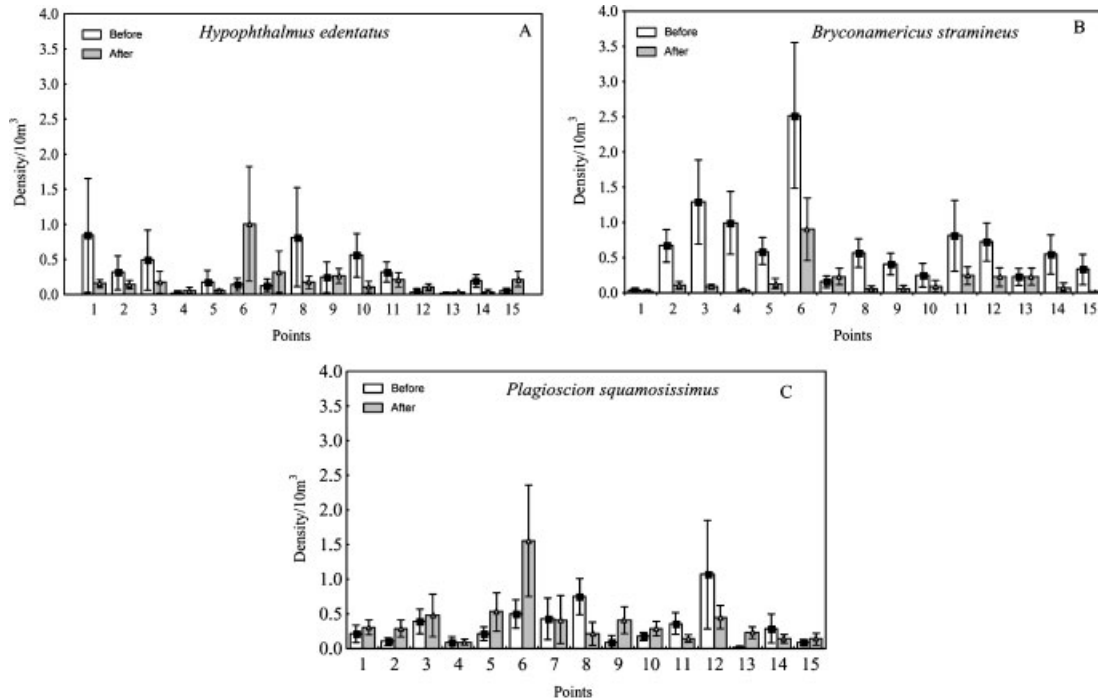 Hypophthalmus edentatus
A
Before
After
Density/10m³
4.0
3.5
3.0
2.5
2.0
1.5
1.0
0.5
0.0
1 2 3 4 5 6 7 8 9 10 11 12 13 14 15
Points
Bryconamericus stramineus
B
Before
After
Density/10m³
4.0
3.5
3.0
2.5
2.0
1.5
1.0
0.5
0.0
1 2 3 4 5 6 7 8 9 10 11 12 13 14 15
Points
Plagioscion squamosissimus
C
Before
After
Density/10m³
4.0
3.5
3.0
2.5
2.0
1.5
1.0
0.5
0.0
1 2 3 4 5 6 7 8 9 10 11 12 13 14 15
Points